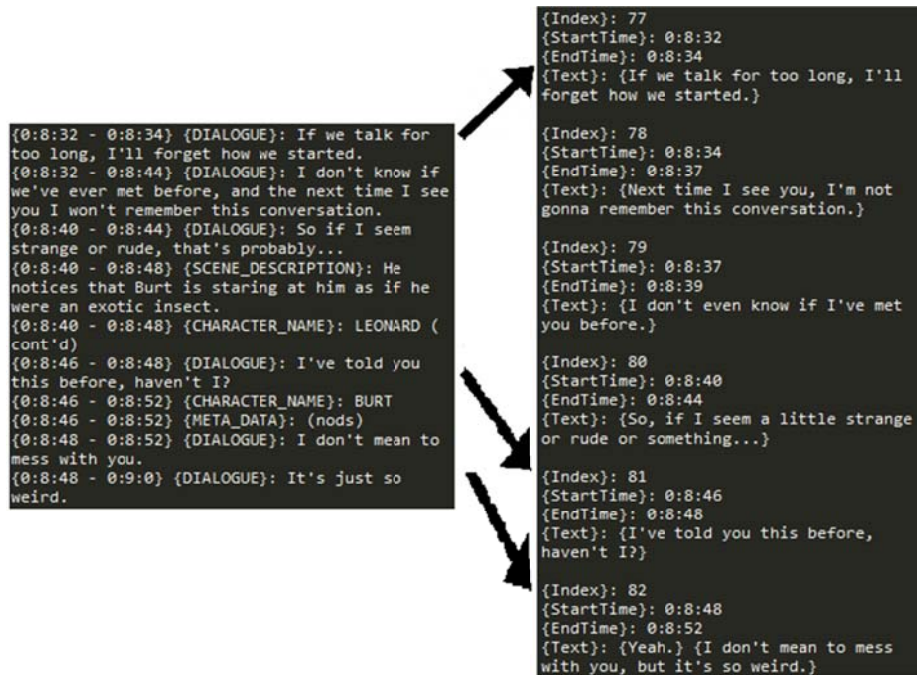 {0:8:32 - 0:8:34} {DIALOGUE}: If we talk for
too long, I'll forget how we started.
{0:8:32 - 0:8:44} {DIALOGUE}: I don't know if
we've ever met before, and the next time I see
you I won't remember this conversation.
{0:8:40 - 0:8:44} {DIALOGUE}: So if I seem
strange or rude, that's probably...
{0:8:40 - 0:8:48} {SCENE_DESCRIPTION}: He
notices that Burt is staring at him as if he
were an exotic insect.
{0:8:40 - 0:8:48} {CHARACTER_NAME}: LEONARD (
cont'd)
{0:8:46 - 0:8:48} {DIALOGUE}: I've told you
this before, haven't I?
{0:8:46 - 0:8:52} {CHARACTER_NAME}: BURT
{0:8:46 - 0:8:52} {META_DATA}: (nods)
{0:8:48 - 0:8:52} {DIALOGUE}: I don't mean to
mess with you.
{0:8:48 - 0:9:0} {DIALOGUE}: It's just so
weird.
{Index}: 77
{StartTime}: 0:8:32
{EndTime}: 0:8:34
{Text}: {If we talk for too long, I'll
forget how we started.}
{Index}: 78
{StartTime}: 0:8:34
{EndTime}: 0:8:37
{Text}: {Next time I see you, I'm not
gonna remember this conversation.}
{Index}: 79
{StartTime}: 0:8:37
{EndTime}: 0:8:39
{Text}: {I don't even know if I've met
you before.}
{Index}: 80
{StartTime}: 0:8:40
{EndTime}: 0:8:44
{Text}: {So, if I seem a little strange
or rude or something...}
{Index}: 81
{StartTime}: 0:8:46
{EndTime}: 0:8:48
{Text}: {I've told you this before,
haven't I?}
{Index}: 82
{StartTime}: 0:8:48
{EndTime}: 0:8:52
{Text}: {Yeah.} {I don't mean to mess
with you, but it's so weird.}